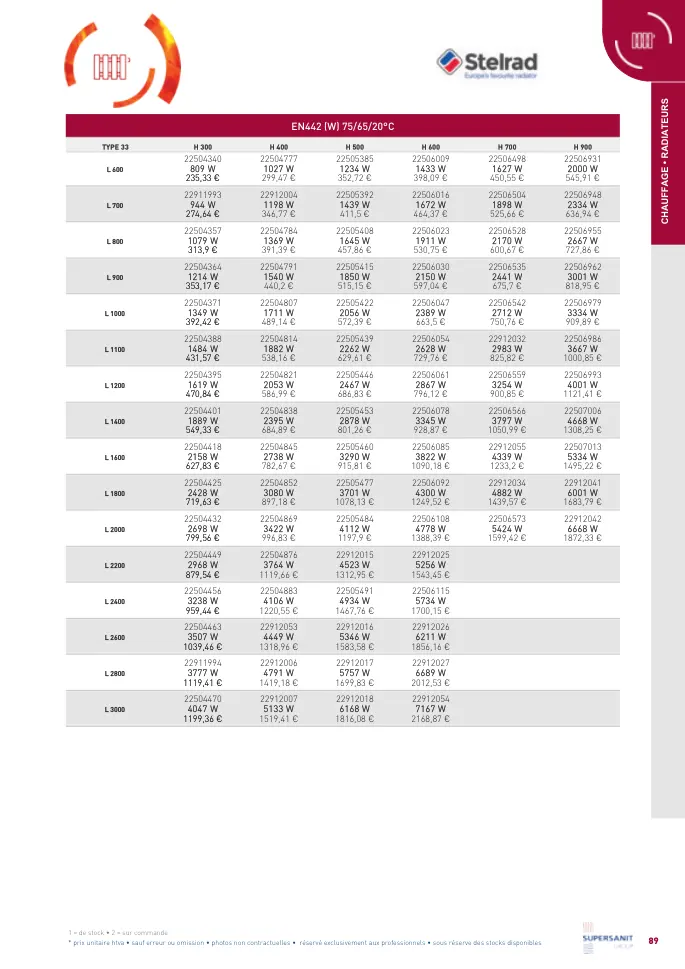 Stelrad
Europe's favourite radiator
CHAUFFAGE • RADIATEURS
EN442 (W) 75/65/20°C
TYPE 33 H 300 H 400 H 500 H 600 H 700 H 900
22504340 22504777 22505385 22506009 22506498 22506931
L 600 809 W 1027 W 1234 W 1433 W 1627 W 2000 W
235,33 € 299,47 € 352,72 € 398,09 € 450,55 € 545,91 €
22911993 22912004 22505392 22506016 22506504 22506948
L 700 944 W 1198 W 1439 W 1672 W 1898 W 2334 W
274,64 € 346,77 € 411,5 € 464,37 € 525,66 € 636,94 €
22504357 22504784 22505408 22506023 22506528 22506955
L 800 1079 W 1369 W 1645 W 1911 W 2170 W 2667 W
313,9 € 391,39 € 457,86 € 530,75 € 600,67 € 727,86 €
22504364 22504791 22505415 22506030 22506535 22506962
L 900 1214 W 1540 W 1850 W 2150 W 2441 W 3001 W
353,17 € 440,2 € 515,15 € 597,04 € 675,7 € 818,95 €
22504371 22504807 22505422 22506047 22506542 22506979
L 1000 1349 W 1711 W 2056 W 2389 W 2712 W 3334 W
392,42 € 489,14 € 572,39 € 663,5 € 750,76 € 909,89 €
22504388 22504814 22505439 22506054 22912032 22506986
L 1100 1484 W 1882 W 2262 W 2628 W 2983 W 3667 W
431,57 € 538,16 € 629,61 € 729,76 € 825,82 € 1000,85 €
22504395 22504821 22505446 22506061 22506559 22506993
L 1200 1619 W 2053 W 2467 W 2867 W 3254 W 4001 W
470,84 € 586,99 € 686,83 € 796,12 € 900,85 € 1121,41 €
22504401 22504838 22505453 22506078 22506566 22507006
L 1400 1889 W 2395 W 2878 W 3345 W 3797 W 4668 W
549,33 € 684,89 € 801,26 € 928,87 € 1050,99 € 1308,25 €
22504418 22504845 22505460 22506085 22912055 22507013
L 1600 2158 W 2738 W 3290 W 3822 W 4339 W 5334 W
627,83 € 782,67 € 915,81 € 1090,18 € 1233,2 € 1495,22 €
22504425 22504852 22505477 22506092 22912034 22912041
L 1800 2428 W 3080 W 3701 W 4300 W 4882 W 6001 W
719,63 € 897,18 € 1078,13 € 1249,52 € 1439,57 € 1683,79 €
22504432 22504869 22505484 22506108 22506573 22912042
L 2000 2698 W 3422 W 4112 W 4778 W 5424 W 6668 W
799,56 € 996,83 € 1197,9 € 1388,39 € 1599,42 € 1872,33 €
22504449 22504876 22912015 22912025
L 2200 2968 W 3764 W 4523 W 5256 W
879,54 € 1119,66 € 1312,95 € 1543,45 €
22504456 22504883 22505491 22506115
L 2400 3238 W 4106 W 4934 W 5734 W
959,44 € 1220,55 € 1467,76 € 1700,15 €
22504463 22912053 22912016 22912026
L 2600 3507 W 4449 W 5346 W 6211 W
1039,46 € 1318,96 € 1583,58 € 1856,16 €
22911994 22912006 22912017 22912027
L 2800 3777 W 4791 W 5757 W 6689 W
1119,41 € 1419,18 € 1699,83 € 2012,53 €
22504470 22912007 22912018 22912054
L 3000 4047 W 5133 W 6168 W 7167 W
1199,36 € 1519,41 € 1816,08 € 2168,87 €
1 = de stock • 2 = sur commande
* prix unitaire htva • sauf erreur ou omission • photos non contractuelles • réservé exclusivement aux professionnels • sous réserve des stocks disponibles
SUPERSANIT
GROUP
89